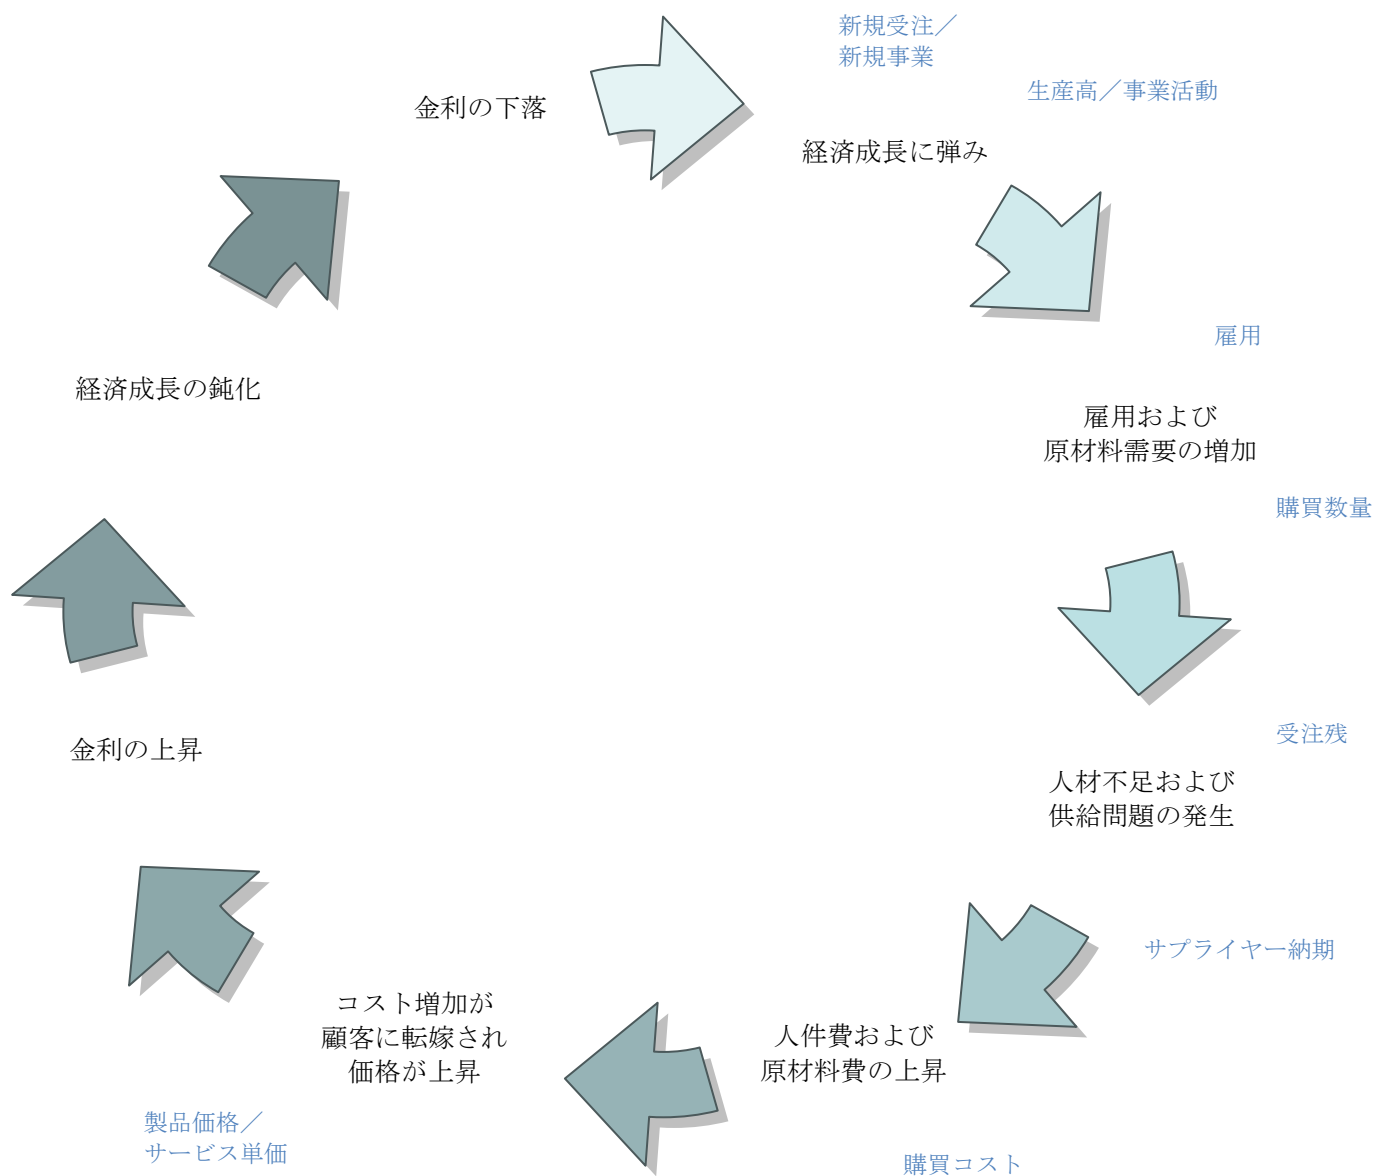 新規受注／
新規事業
生産高／事業活動
金利の下落
経済成長に弾み
雇用
雇用および
原材料需要の増加
購買数量
受注残
人材不足および
供給問題の発生
サプライヤー納期
人件費および
原材料費の上昇
購買コスト
コスト増加が
顧客に転嫁され
価格が上昇
製品価格／
サービス単価
金利の上昇
経済成長の鈍化